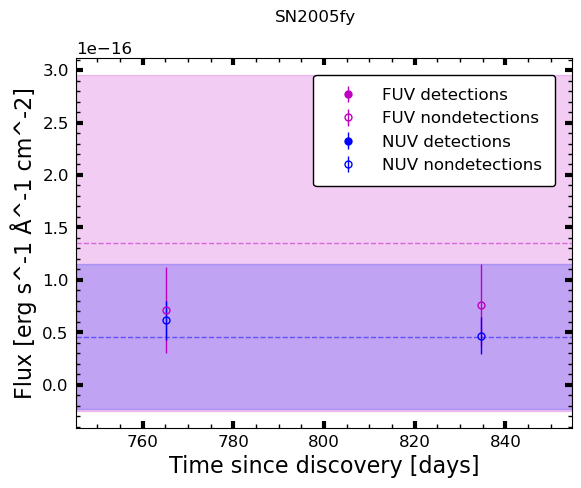 SN2005fy
1e−16
3.0
2.5
2.0
1.5
1.0
0.5
0.0
FUV detections
FUV nondetections
NUV detections
NUV nondetections
760
780
800
820
840
Time since discovery [days]
Flux [erg s^-1 Å^-1 cm^-2]